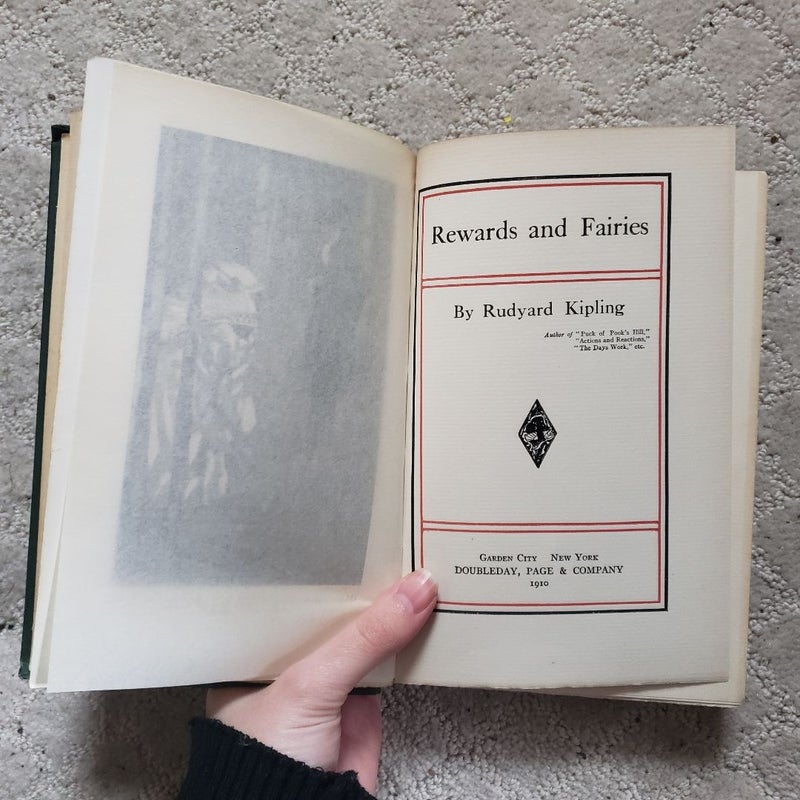 Rewards and Fairies
By Rudyard Kipling
Author of "Puck of Pook's Hill,"
"Actions and Reactions,"
"The Days Work," etc.
Garden City New York
DOUBLEDAY, PAGE & COMPANY
1910